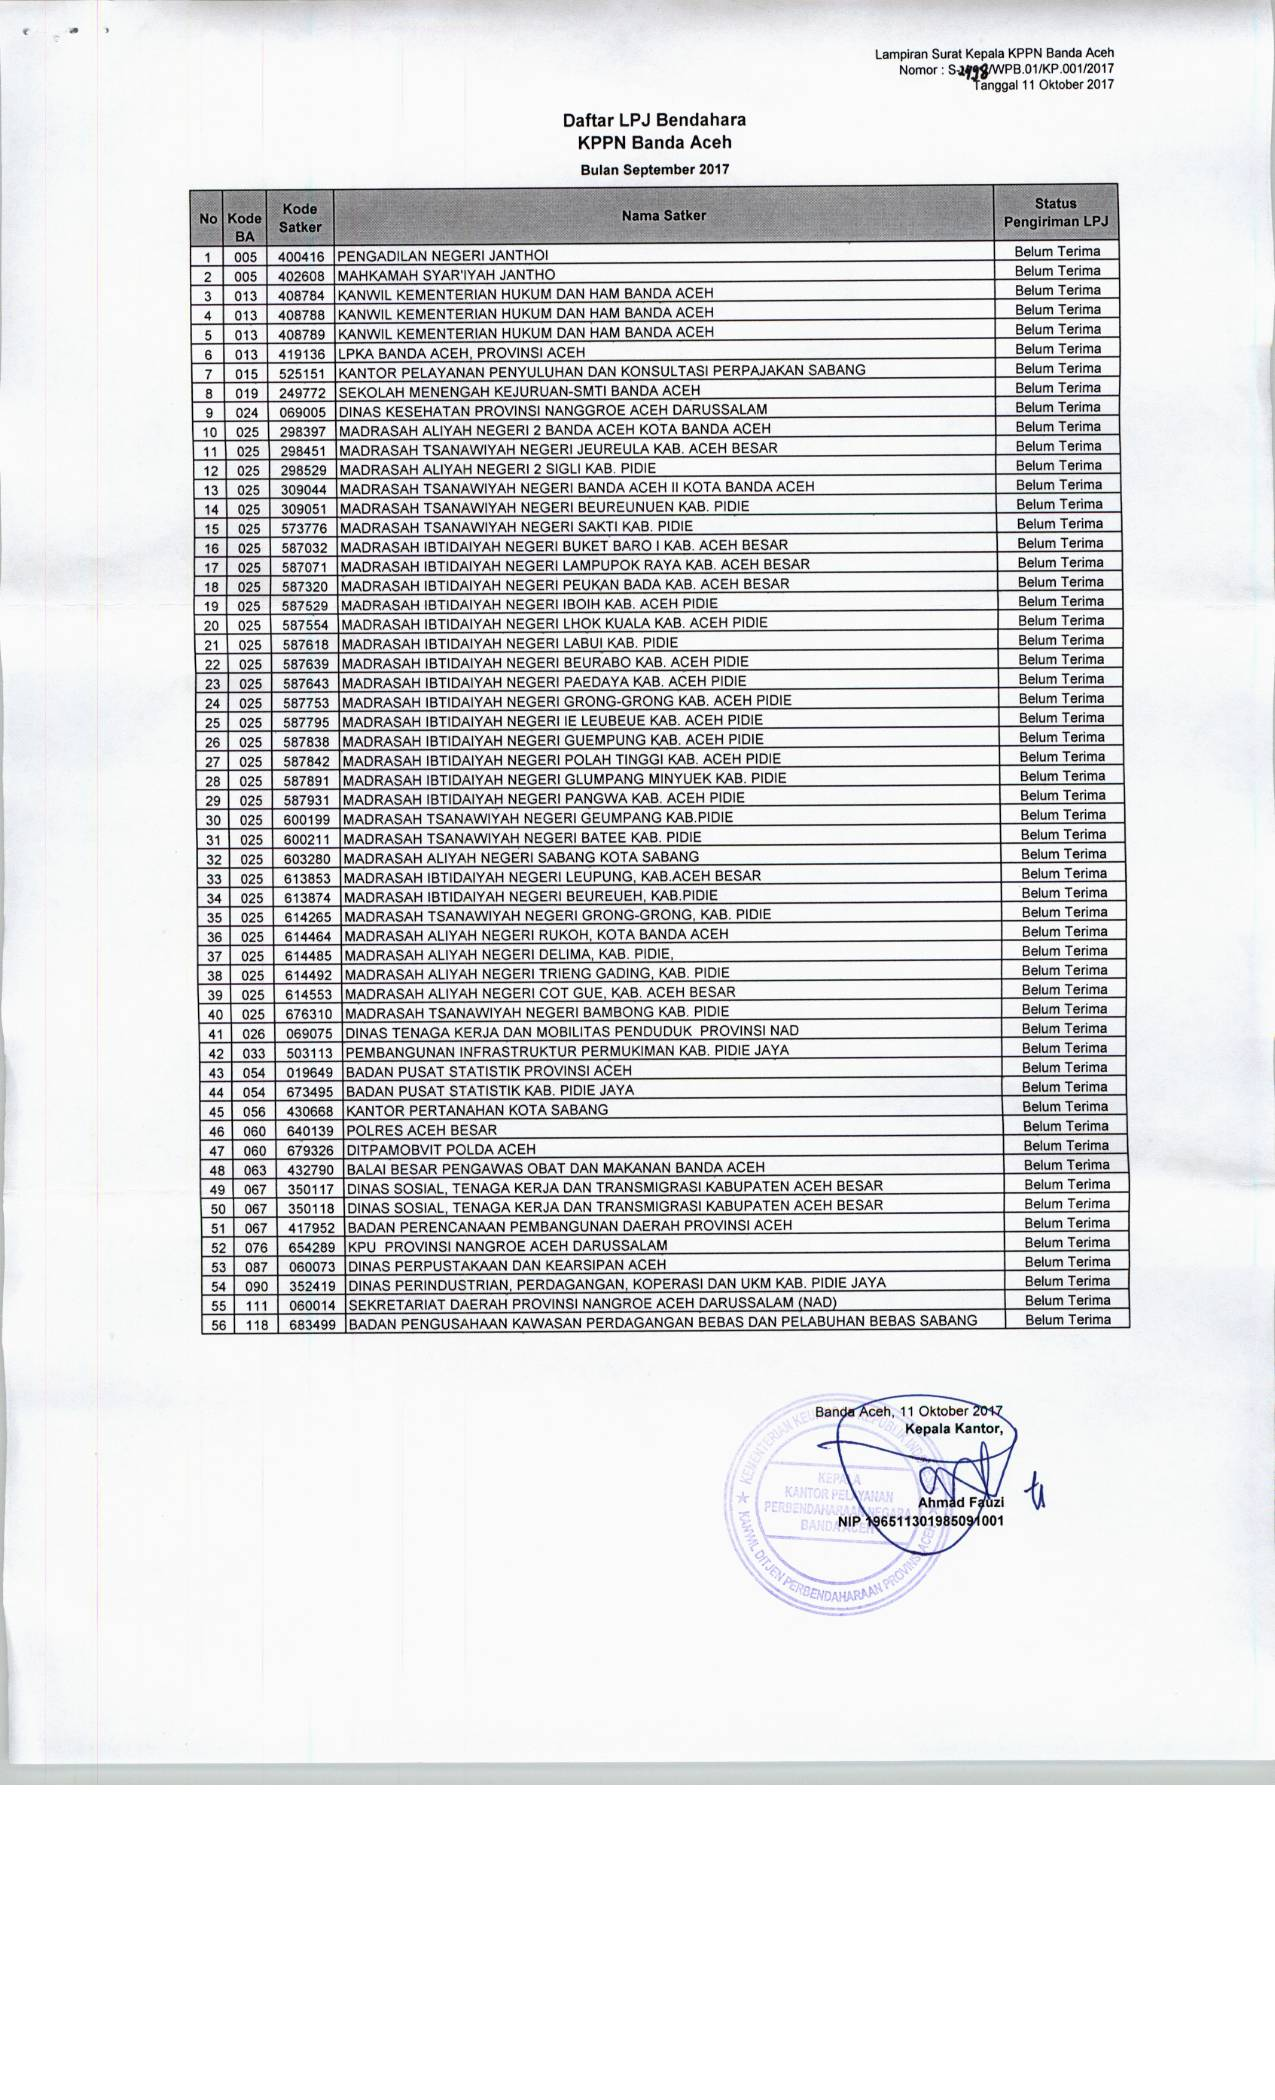 Lampiran Surat Kepala KPPN Banda Aceh
Nomor : S-2498/WPB.01/KP.001/2017
Tanggal 11 Oktober 2017
Daftar LPJ Bendahara
KPPN Banda Aceh
Bulan September 2017
No Kode BA Kode Satker Nama Satker Status Pengiriman LPJ
1 005 400416 PENGADILAN NEGERI JANTHOI Belum Terima
2 005 402608 MAHKAMAH SYAR'IYAH JANTHO Belum Terima
3 013 408784 KANWIL KEMENTERIAN HUKUM DAN HAM BANDA ACEH Belum Terima
4 013 408788 KANWIL KEMENTERIAN HUKUM DAN HAM BANDA ACEH Belum Terima
5 013 408789 KANWIL KEMENTERIAN HUKUM DAN HAM BANDA ACEH Belum Terima
6 013 419136 LPKA BANDA ACEH, PROVINSI ACEH Belum Terima
7 015 525151 KANTOR PELAYANAN PENYULUHAN DAN KONSULTASI PERPAJAKAN SABANG Belum Terima
8 019 249772 SEKOLAH MENENGAH KEJURUAN-SMTI BANDA ACEH Belum Terima
9 024 069005 DINAS KESEHATAN PROVINSI NANGGROE ACEH DARUSSALAM Belum Terima
10 025 298397 MADRASAH ALIYAH NEGERI 2 BANDA ACEH KOTA BANDA ACEH Belum Terima
11 025 298451 MADRASAH TSANAWIYAH NEGERI JEUREULA KAB. ACEH BESAR Belum Terima
12 025 298529 MADRASAH ALIYAH NEGERI 2 SIGLI KAB. PIDIE Belum Terima
13 025 309044 MADRASAH TSANAWIYAH NEGERI BANDA ACEH II KOTA BANDA ACEH Belum Terima
14 025 309051 MADRASAH TSANAWIYAH NEGERI BEUREUNUEN KAB. PIDIE Belum Terima
15 025 573776 MADRASAH TSANAWIYAH NEGERI SAKTI KAB. PIDIE Belum Terima
16 025 587032 MADRASAH IBTIDAIYAH NEGERI BUKET BARO I KAB. ACEH BESAR Belum Terima
17 025 587071 MADRASAH IBTIDAIYAH NEGERI LAMPUPOK RAYA KAB. ACEH BESAR Belum Terima
18 025 587320 MADRASAH IBTIDAIYAH NEGERI PEUKAN BADA KAB. ACEH BESAR Belum Terima
19 025 587529 MADRASAH IBTIDAIYAH NEGERI IBOIH KAB. ACEH PIDIE Belum Terima
20 025 587554 MADRASAH IBTIDAIYAH NEGERI LHOK KUALA KAB. ACEH PIDIE Belum Terima
21 025 587618 MADRASAH IBTIDAIYAH NEGERI LABUI KAB. PIDIE Belum Terima
22 025 587639 MADRASAH IBTIDAIYAH NEGERI BEURABO KAB. ACEH PIDIE Belum Terima
23 025 587643 MADRASAH IBTIDAIYAH NEGERI PAEDAYA KAB. ACEH PIDIE Belum Terima
24 025 587753 MADRASAH IBTIDAIYAH NEGERI GRONG-GRONG KAB. ACEH PIDIE Belum Terima
25 025 587795 MADRASAH IBTIDAIYAH NEGERI IE LEUBEUE KAB. ACEH PIDIE Belum Terima
26 025 587838 MADRASAH IBTIDAIYAH NEGERI GUEMPUNG KAB. ACEH PIDIE Belum Terima
27 025 587842 MADRASAH IBTIDAIYAH NEGERI POLAH TINGGI KAB. ACEH PIDIE Belum Terima
28 025 587891 MADRASAH IBTIDAIYAH NEGERI GLUMPANG MINYUEK KAB. PIDIE Belum Terima
29 025 587931 MADRASAH IBTIDAIYAH NEGERI PANGWA KAB. ACEH PIDIE Belum Terima
30 025 600199 MADRASAH TSANAWIYAH NEGERI GEUMPANG KAB.PIDIE Belum Terima
31 025 600211 MADRASAH TSANAWIYAH NEGERI BATEE KAB. PIDIE Belum Terima
32 025 603280 MADRASAH ALIYAH NEGERI SABANG KOTA SABANG Belum Terima
33 025 613853 MADRASAH IBTIDAIYAH NEGERI LEUPUNG, KAB.ACEH BESAR Belum Terima
34 025 613874 MADRASAH IBTIDAIYAH NEGERI BEUREUEH, KAB.PIDIE Belum Terima
35 025 614265 MADRASAH TSANAWIYAH NEGERI GRONG-GRONG, KAB. PIDIE Belum Terima
36 025 614464 MADRASAH ALIYAH NEGERI RUKOH, KOTA BANDA ACEH Belum Terima
37 025 614485 MADRASAH ALIYAH NEGERI DELIMA, KAB. PIDIE, Belum Terima
38 025 614492 MADRASAH ALIYAH NEGERI TRIENG GADING, KAB. PIDIE Belum Terima
39 025 614553 MADRASAH ALIYAH NEGERI COT GUE, KAB. ACEH BESAR Belum Terima
40 025 676310 MADRASAH TSANAWIYAH NEGERI BAMBONG KAB. PIDIE Belum Terima
41 026 069075 DINAS TENAGA KERJA DAN MOBILITAS PENDUDUK PROVINSI NAD Belum Terima
42 033 503113 PEMBANGUNAN INFRASTRUKTUR PERMUKIMAN KAB. PIDIE JAYA Belum Terima
43 054 019649 BADAN PUSAT STATISTIK PROVINSI ACEH Belum Terima
44 054 673495 BADAN PUSAT STATISTIK KAB. PIDIE JAYA Belum Terima
45 056 430668 KANTOR PERTANAHAN KOTA SABANG Belum Terima
46 060 640139 POLRES ACEH BESAR Belum Terima
47 060 679326 DITPAMOBVIT POLDA ACEH Belum Terima
48 063 432790 BALAI BESAR PENGAWAS OBAT DAN MAKANAN BANDA ACEH Belum Terima
49 067 350117 DINAS SOSIAL, TENAGA KERJA DAN TRANSMIGRASI KABUPATEN ACEH BESAR Belum Terima
50 067 350118 DINAS SOSIAL, TENAGA KERJA DAN TRANSMIGRASI KABUPATEN ACEH BESAR Belum Terima
51 067 417952 BADAN PERENCANAAN PEMBANGUNAN DAERAH PROVINSI ACEH Belum Terima
52 076 654289 KPU PROVINSI NANGROE ACEH DARUSSALAM Belum Terima
53 087 060073 DINAS PERPUSTAKAAN DAN KEARSIPAN ACEH Belum Terima
54 090 352419 DINAS PERINDUSTRIAN, PERDAGANGAN, KOPERASI DAN UKM KAB. PIDIE JAYA Belum Terima
55 111 060014 SEKRETARIAT DAERAH PROVINSI NANGROE ACEH DARUSSALAM (NAD) Belum Terima
56 118 683499 BADAN PENGUSAHAAN KAWASAN PERDAGANGAN BEBAS DAN PELABUHAN BEBAS SABANG Belum Terima
Banda Aceh, 11 Oktober 2017
Kepala Kantor,
KEPALA
KANTOR PELAYANAN
PERBENDAHARAAN NEGARA
BANDA ACEH
KANWIL DITJEN PERBENDAHARAAN PROVINSI ACEH
Ahmad Fauzi
NIP 196511301985091001